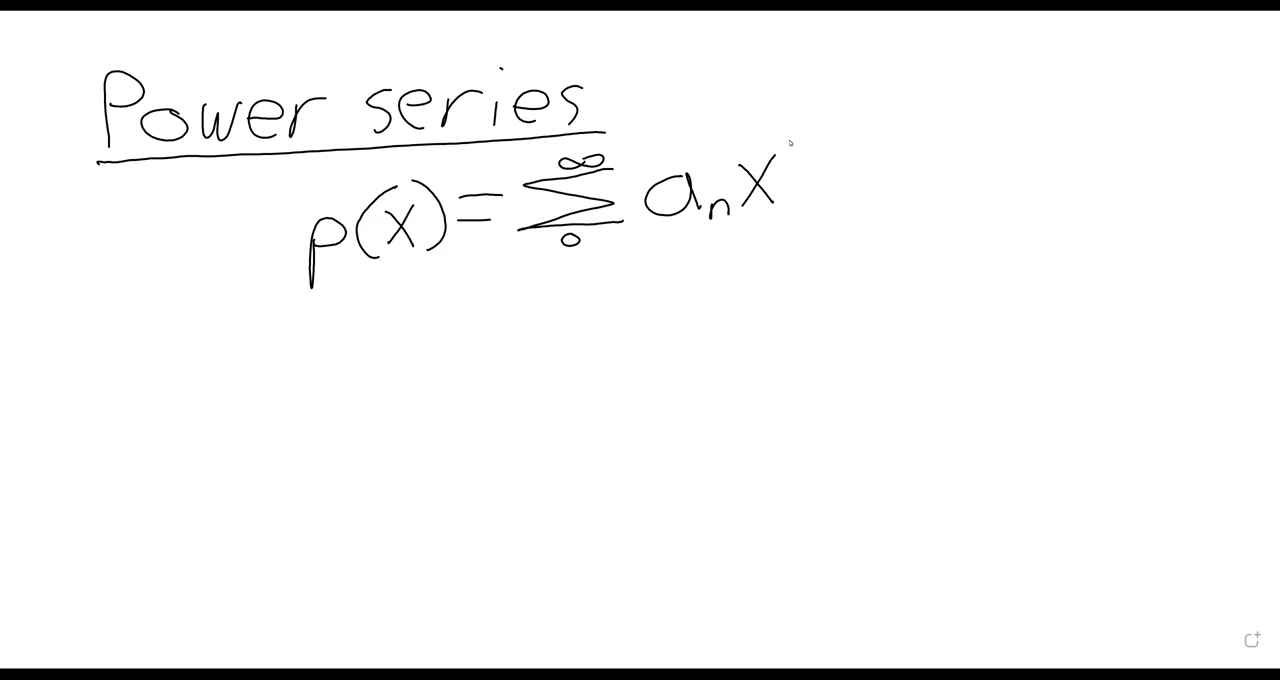 Power series
p(x) = ∑_0^∞ a_n x